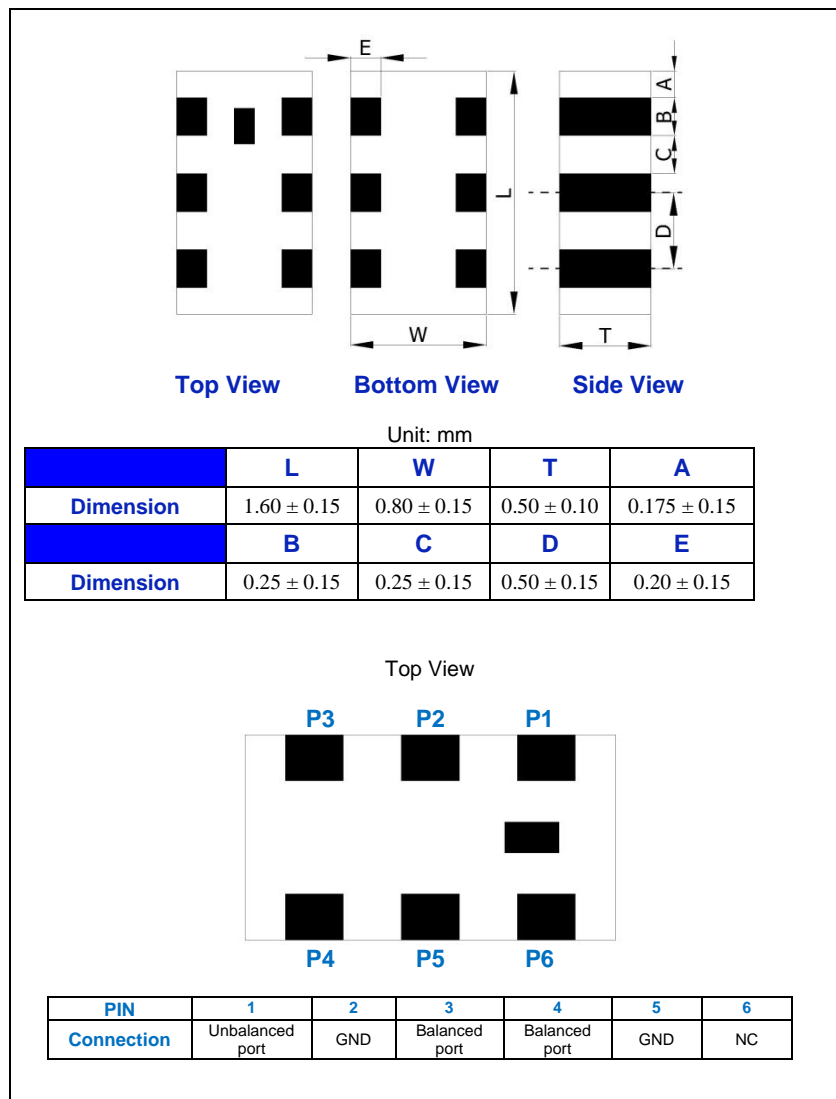 E
A
B
C
L
D
W
T
Top View Bottom View Side View
Unit: mm
L W T A
Dimension 1.60 ± 0.15 0.80 ± 0.15 0.50 ± 0.10 0.175 ± 0.15
B C D E
Dimension 0.25 ± 0.15 0.25 ± 0.15 0.50 ± 0.15 0.20 ± 0.15
Top View
P3 P2 P1
P4 P5 P6
PIN 1 2 3 4 5 6
Connection Unbalanced port GND Balanced port Balanced port GND NC